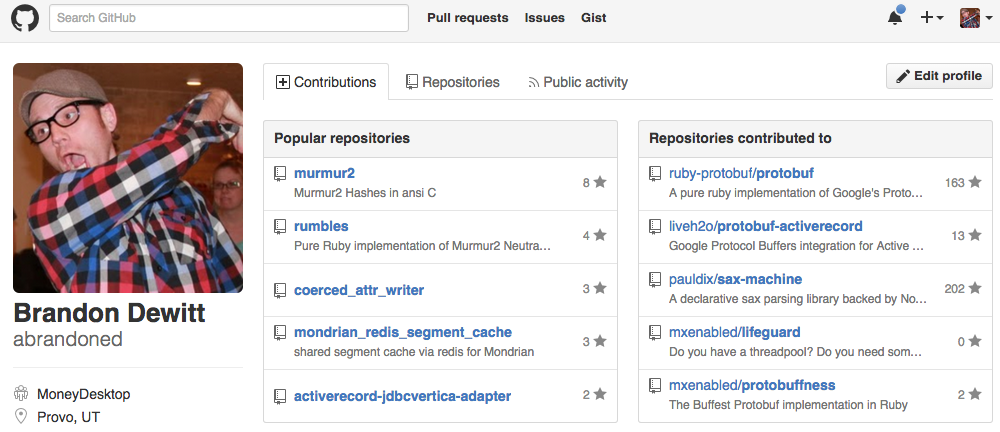 Search GitHub
Pull requests
Issues
Gist
Contributions
Repositories
Public activity
Edit profile
Brandon Dewitt
abrandoned
MoneyDesktop
Provo, UT
Popular repositories
murmur2
Murmur2 Hashes in ansi C
8
rumbles
Pure Ruby implementation of Murmur2 Neutra...
4
coerced_attr_writer
3
mondrian_redis_segment_cache
shared segment cache via redis for Mondrian
3
activerecord-jdbcvertica-adapter
2
Repositories contributed to
ruby-protobuf/protobuf
A pure ruby implementation of Google's Proto...
163
liveh2o/protobuf-activerecord
Google Protocol Buffers integration for Active ...
13
pauldix/sax-machine
A declarative sax parsing library backed by No...
202
mxenabled/lifeguard
Do you have a threadpool? Do you need som...
0
mxenabled/protobuffness
The Buffest Protobuf implementation in Ruby
2